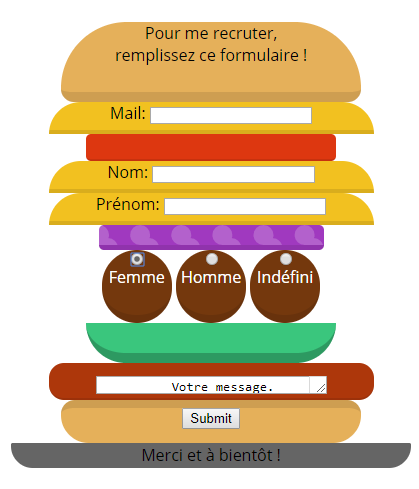 Pour me recruter,
remplissez ce formulaire !
Mail:
Nom:
Prénom:
Femme Homme Indéfini
Votre message.
Submit
Merci et à bientôt !